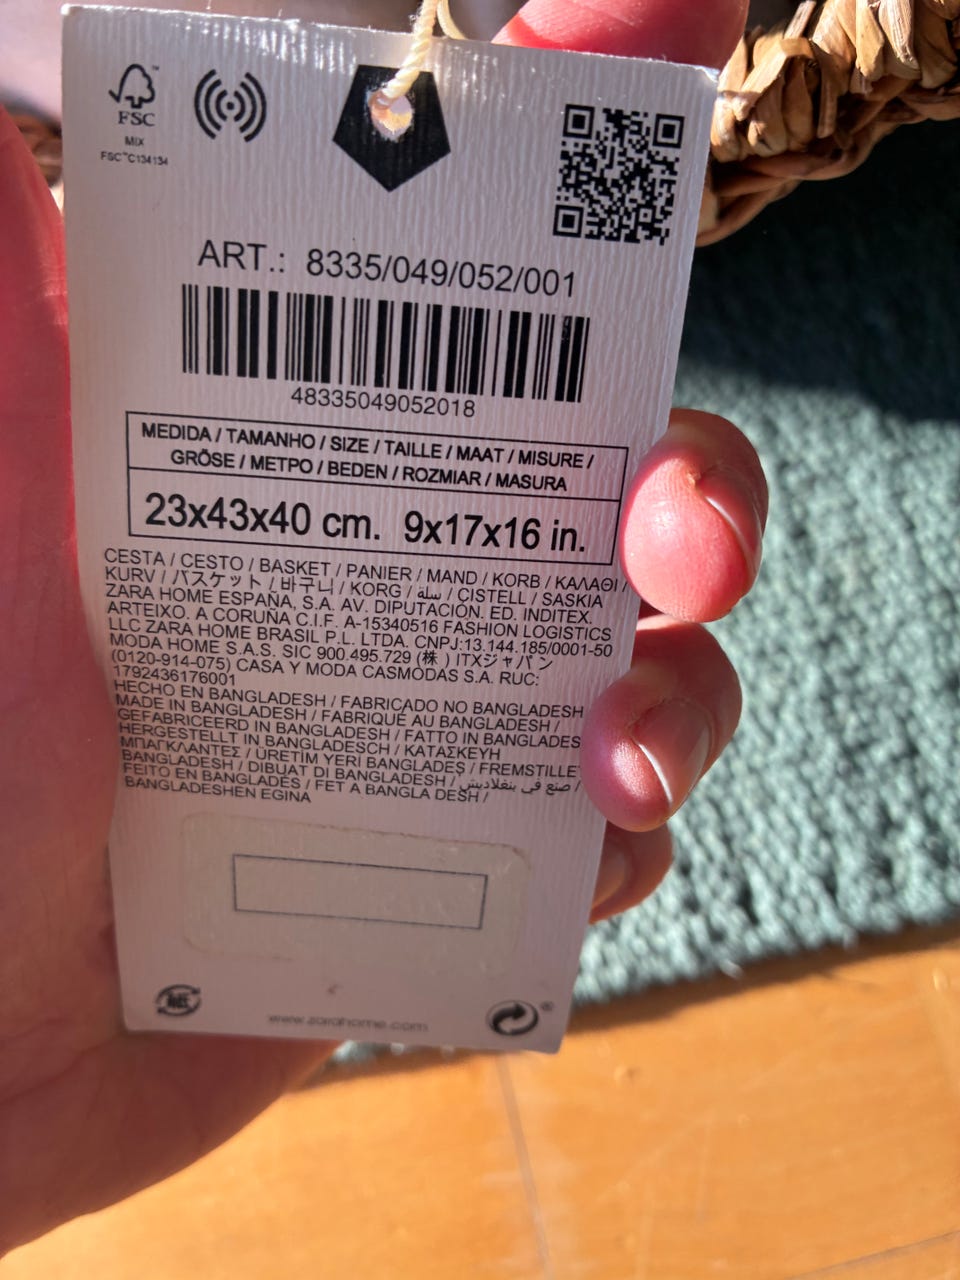 FSC™
MIX
FSC™C134134
ART.: 8335/049/052/001
48335049052018
MEDIDA / TAMANHO / SIZE / TAILLE / MAAT / MISURE /
GRÖSE / ΜΕΤΡΟ / BEDEN / ROZMIAR / MASURA
23x43x40 cm. 9x17x16 in.
CESTA / CESTO / BASKET / PANIER / MAND / KORB / ΚΑΛΑΘΙ /
KURV / バスケット / 바구니 / KORG / سلة / CISTELL / SASKIA
ZARA HOME ESPAÑA, S.A. AV. DIPUTACIÓN. ED. INDITEX.
ARTEIXO. A CORUÑA C.I.F. A-15340516 FASHION LOGISTICS
LLC ZARA HOME BRASIL P.L. LTDA. CNPJ:13.144.185/0001-50
MODA HOME S.A.S. SIC 900.495.729 (株) ITXジャパン
(0120-914-075) CASA Y MODA CASMODAS S.A. RUC:
1792436176001
HECHO EN BANGLADESH / FABRICADO NO BANGLADESH
MADE IN BANGLADESH / FABRIQUÉ AU BANGLADESH /
GEFABRICEERD IN BANGLADESH / FATTO IN BANGLADES
HERGESTELLT IN BANGLADESCH / ΚΑΤΑΣΚΕΥΗ
ΜΠΑΓΚΛΑΝΤΕΣ / ÜRETİM YERİ BANGLADEŞ / FREMSTILLE
BANGLADESH / DIBUAT DI BANGLADESH / صنع في بنغلاديش /
FEITO EN BANGLADÉS / FET A BANGLA DESH /
BANGLADESHEN EGINA
www.zarahome.com
®